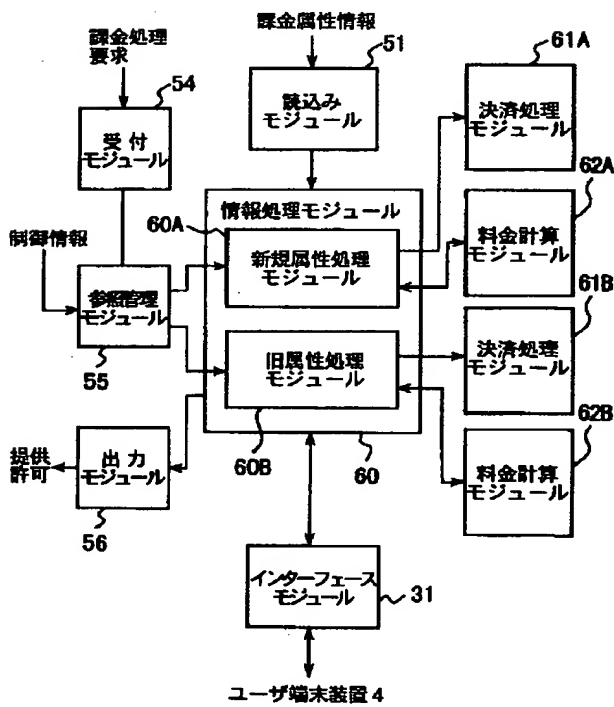 課金処理
要求
54
受付
モジュール
課金属性情報
51
読込み
モジュール
61A
決済処理
モジュール
62A
料金計算
モジュール
61B
決済処理
モジュール
62B
料金計算
モジュール
情報処理モジュール
60A
新規属性処理
モジュール
旧属性処理
モジュール
60B
60
制御情報
参照管理
モジュール
55
提供
許可
出力
モジュール
56
インターフェース
モジュール
31
ユーザ端末装置4